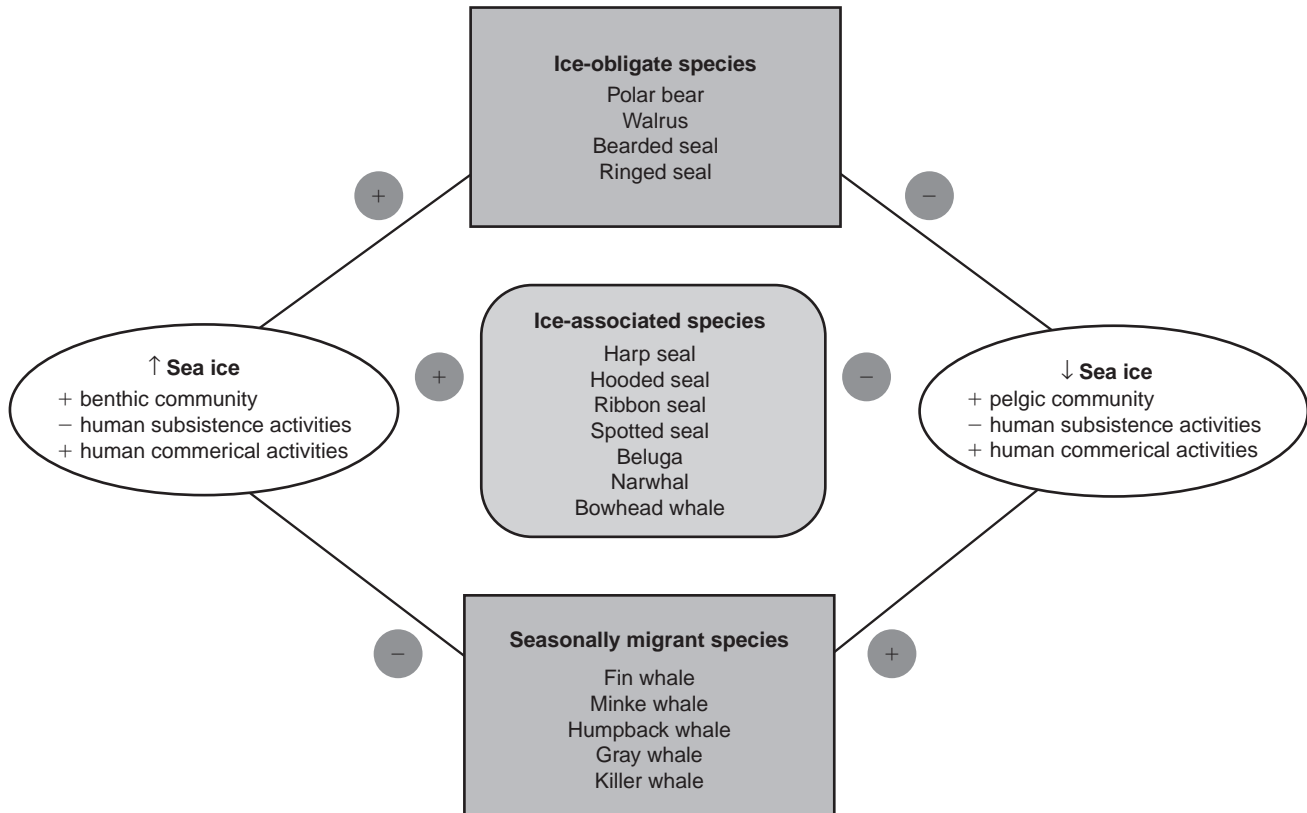 Ice-obligate species
Polar bear
Walrus
Bearded seal
Ringed seal
+
−
↑ Sea ice
+ benthic community
− human subsistence activities
+ human commerical activities
+
Ice-associated species
Harp seal
Hooded seal
Ribbon seal
Spotted seal
Beluga
Narwhal
Bowhead whale
−
↓ Sea ice
+ pelgic community
− human subsistence activities
+ human commerical activities
−
Seasonally migrant species
Fin whale
Minke whale
Humpback whale
Gray whale
Killer whale
+